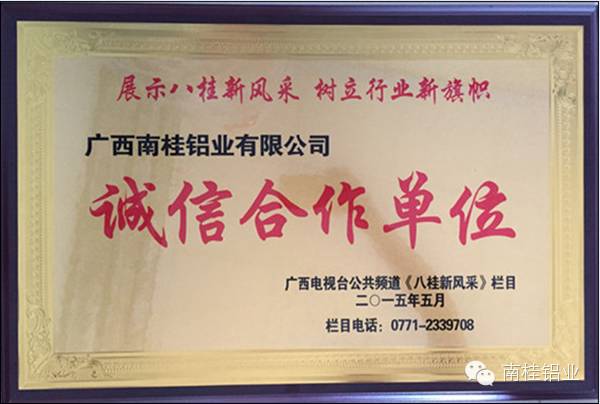 展示八桂新风采 树立行业新旗帜
广西南桂铝业有限公司
诚信合作单位
广西电视台公共频道《八桂新风采》栏目
二〇一五年五月
栏目电话：0771-2339708
南桂铝业